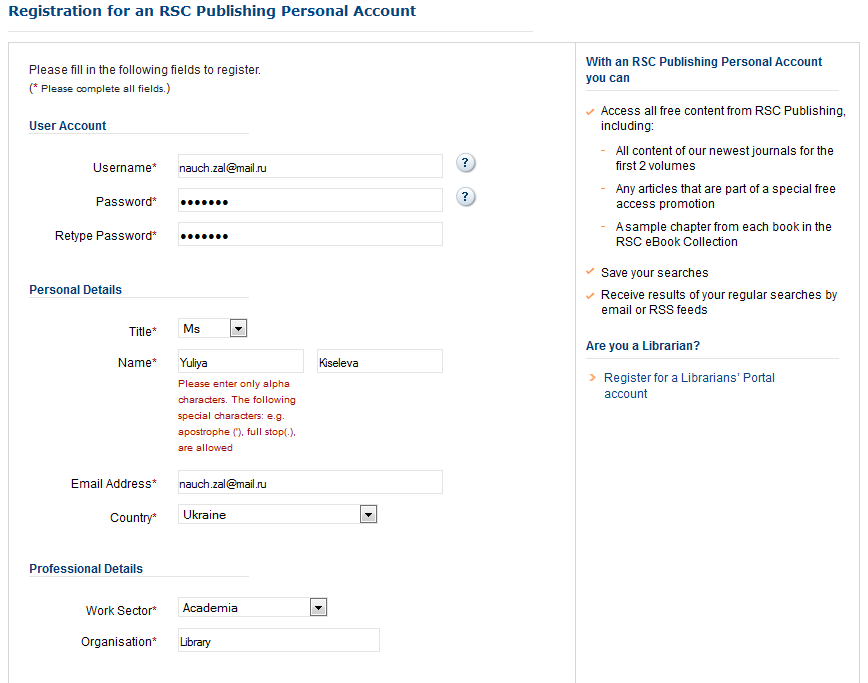 Registration for an RSC Publishing Personal Account
Please fill in the following fields to register.
(* Please complete all fields.)
User Account
Username* nauch.zal@mail.ru ?
Password* ●●●●●●● ?
Retype Password* ●●●●●●●
Personal Details
Title* Ms
Name* Yuliya Kiseleva
Please enter only alpha
characters. The following
special characters: e.g.
apostrophe ('), full stop(.),
are allowed
Email Address* nauch.zal@mail.ru
Country* Ukraine
Professional Details
Work Sector* Academia
Organisation* Library
With an RSC Publishing Personal Account
you can
Access all free content from RSC Publishing,
including:
- All content of our newest journals for the
first 2 volumes
- Any articles that are part of a special free
access promotion
- A sample chapter from each book in the
RSC eBook Collection
Save your searches
Receive results of your regular searches by
email or RSS feeds
Are you a Librarian?
Register for a Librarians' Portal
account